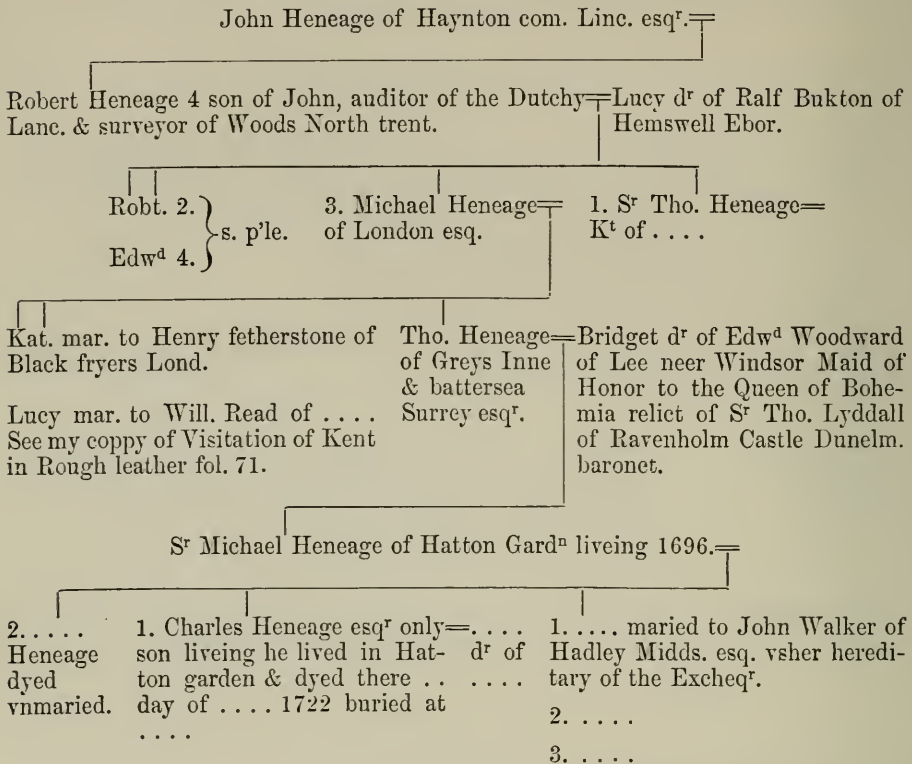 John Heneage of Haynton com. Linc. esqʳ.
Robert Heneage 4 son of John, auditor of the Dutchy
Lanc. & surveyor of Woods North trent.
Lucy dʳ of Ralf Bukton of
Hemswell Ebor.
Robt. 2.
Edwᵈ 4.
s. p'le.
3. Michael Heneage
of London esq.
1. Sʳ Tho. Heneage
Kᵗ of . . . .
Kat. mar. to Henry fetherstone of
Black fryers Lond.
Lucy mar. to Will. Read of . . . .
See my coppy of Visitation of Kent
in Rough leather fol. 71.
Tho. Heneage
of Greys Inne
& battersea
Surrey esqʳ.
Bridget dʳ of Edwᵈ Woodward
of Lee neer Windsor Maid of
Honor to the Queen of Bohe-
mia relict of Sʳ Tho. Lyddall
of Ravenholm Castle Dunelm.
baronet.
Sʳ Michael Heneage of Hatton Gardⁿ liveing 1696.
2. . . . .
Heneage
dyed
vnmaried.
1. Charles Heneage esqʳ only
son liveing he lived in Hat-
ton garden & dyed there . .
day of . . . . 1722 buried at
. . . .
. . . .
dʳ of
. . . .
1. . . . . maried to John Walker of
Hadley Midds. esq. vsher heredi-
tary of the Excheqʳ.
2. . . . .
3. . . . .